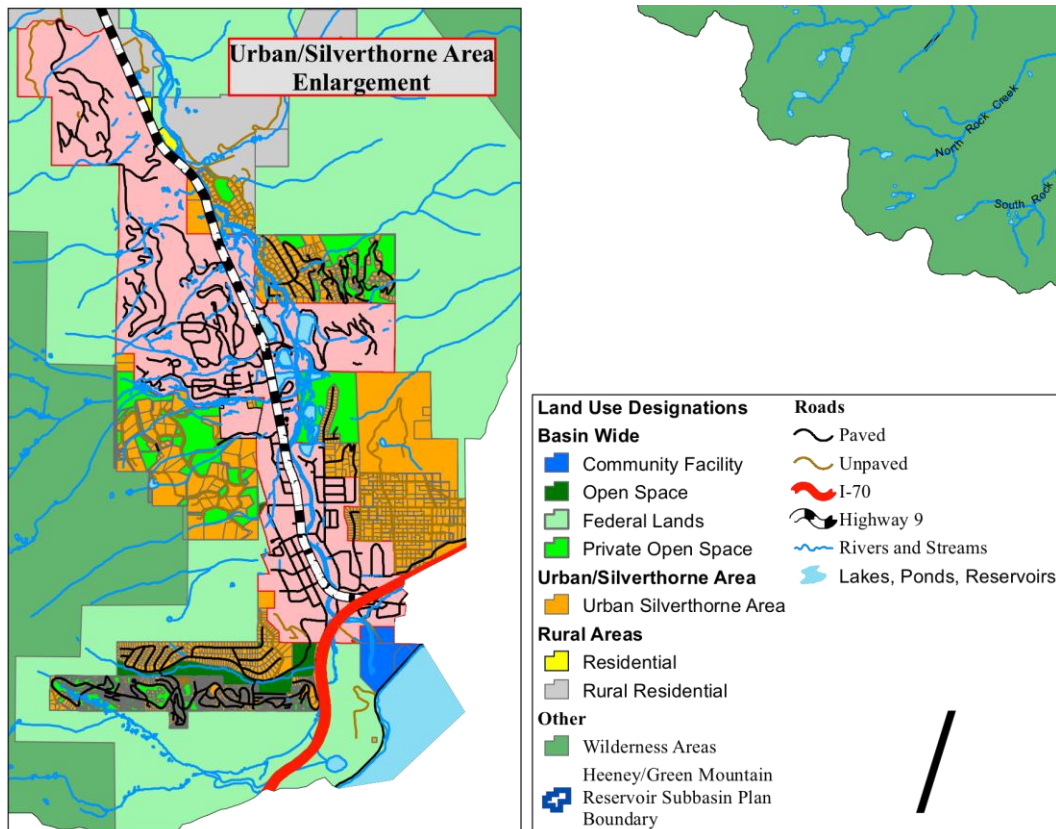 Urban/Silverthorne Area
Enlargement
North Rock Creek
South Rock
Land Use Designations
Basin Wide
Community Facility
Open Space
Federal Lands
Private Open Space
Urban/Silverthorne Area
Urban Silverthorne Area
Rural Areas
Residential
Rural Residential
Other
Wilderness Areas
Heeney/Green Mountain
Reservoir Subbasin Plan
Boundary
Roads
Paved
Unpaved
I-70
Highway 9
Rivers and Streams
Lakes, Ponds, Reservoirs